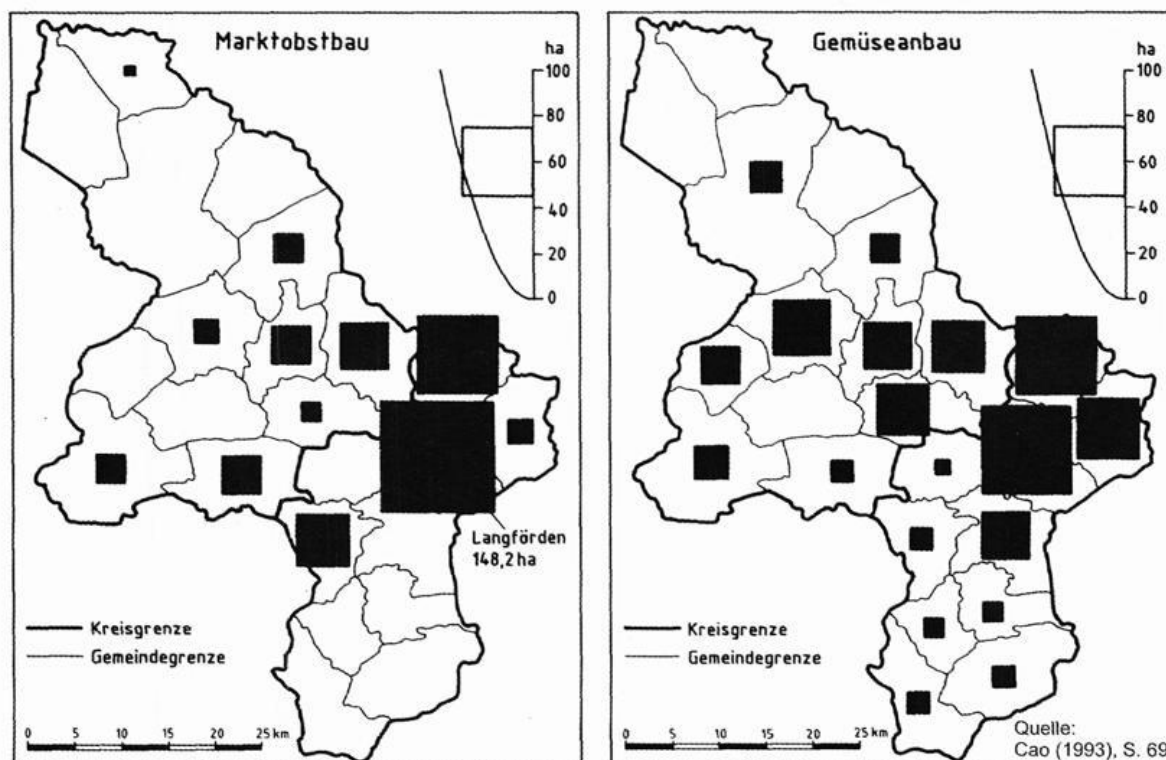 Marktobstbau
ha
100
80
60
40
20
0
Langförden
148,2 ha
Kreisgrenze
Gemeindegrenze
0 5 10 15 20 25 km
Gemüseanbau
ha
100
80
60
40
20
0
Kreisgrenze
Gemeindegrenze
0 5 10 15 20 25 km
Quelle:
Cao (1993), S. 69